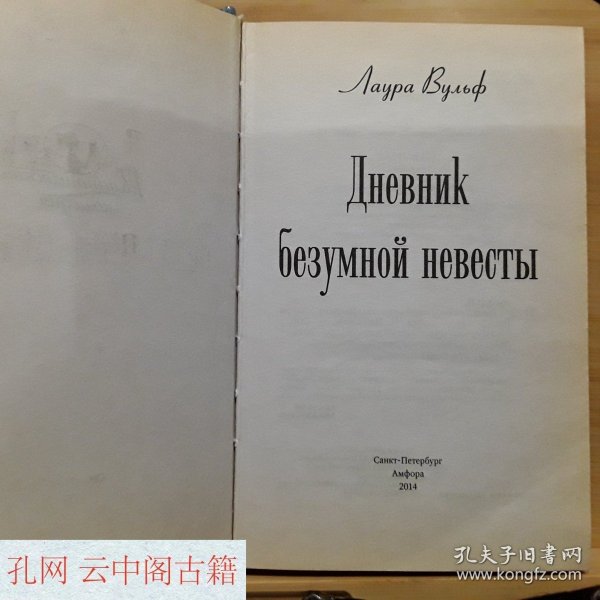 Лаура Вульф
Дневник
безумной невесты
Санкт-Петербург
Амфора
2014
孔网 云中阁古籍
孔夫子旧书网
www.kongfz.com